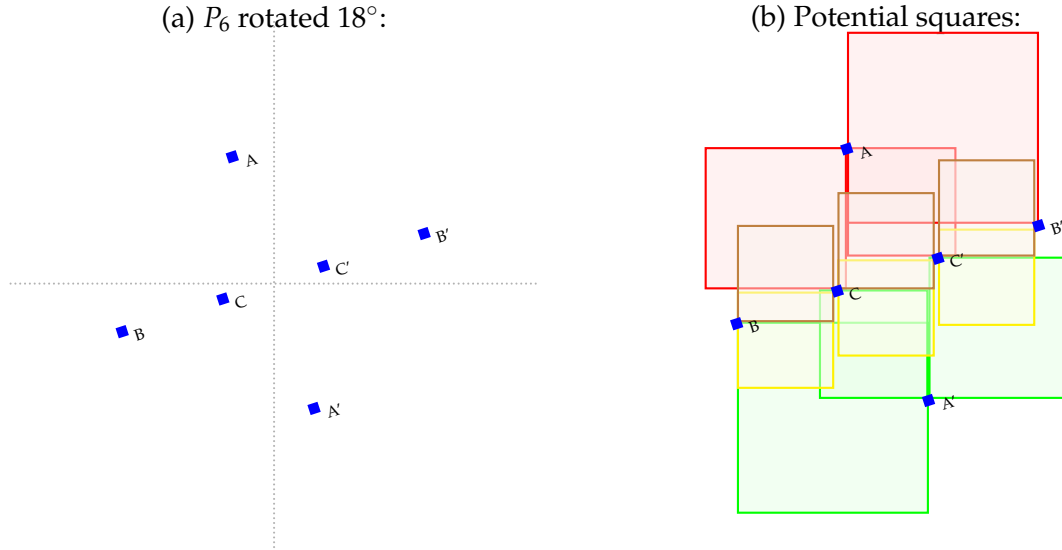 (a) P₆ rotated 18°:
A
B′
C′
C
B
A′
(b) Potential squares:
A
B′
C′
C
B
A′